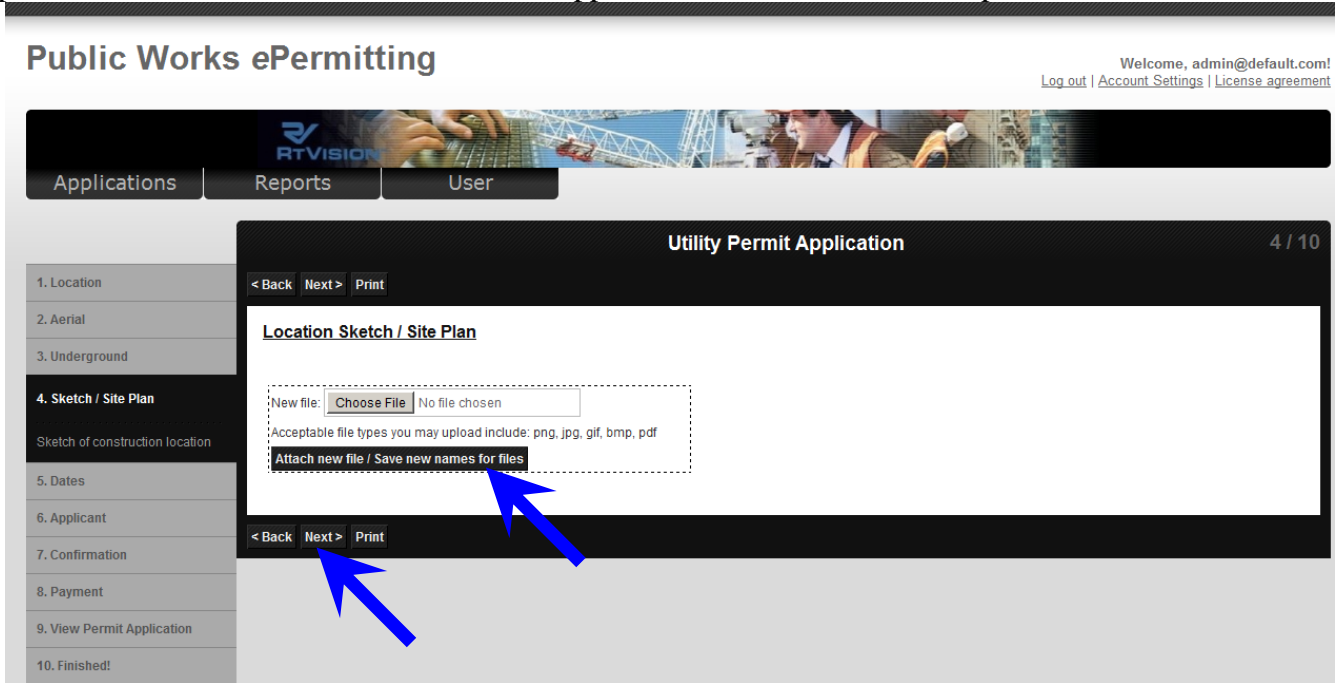 Public Works ePermitting
Welcome, admin@default.com!
Log out | Account Settings | License agreement
RTVISION
Applications Reports User
Utility Permit Application 4 / 10
< Back Next > Print
1. Location
2. Aerial
3. Underground
4. Sketch / Site Plan
Sketch of construction location
5. Dates
6. Applicant
7. Confirmation
8. Payment
9. View Permit Application
10. Finished!
Location Sketch / Site Plan
New file: Choose File No file chosen
Acceptable file types you may upload include: png, jpg, gif, bmp, pdf
Attach new file / Save new names for files
< Back Next > Print